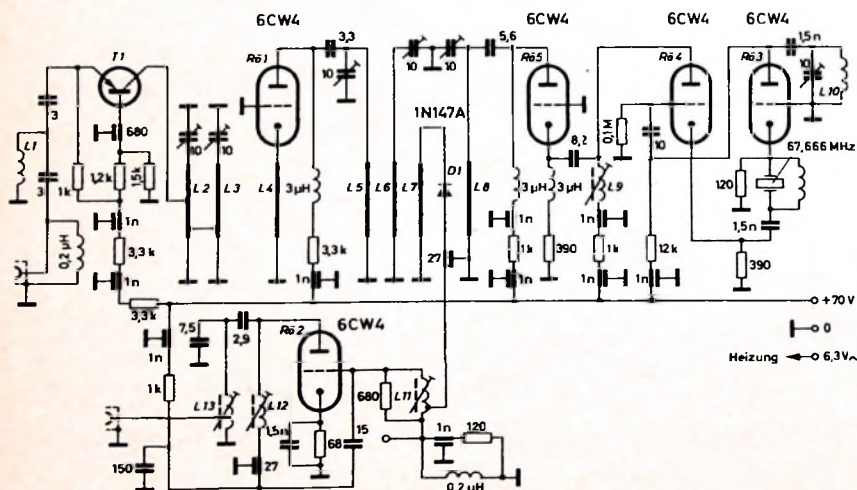 6CW4
6CW4
6CW4
6CW4
T1
Rö1
3,3
5,6
Rö5
Rö4
Rö3
1,5n
10
10
10
10
L10
3
680
10
10
1N147A
8,2
0,1M
10
67,666 MHz
L1
3
1k
1,2k
1,5k
L2
L3
L4
3µH
L5
L6
L7
D1
L8
3µH
3µH
L9
120
1n
1n
1n
1,5n
0,2µH
3,3k
3,3k
27
1k
390
1k
12k
390
1n
1n
1n
1n
3,3k
+70 V
7,5
2,9
Rö2
6CW4
0
1n
Heizung
6,3V~
1k
L13
L12
680
L11
1,5n
68
15
1n
120
150
27
0,2µH